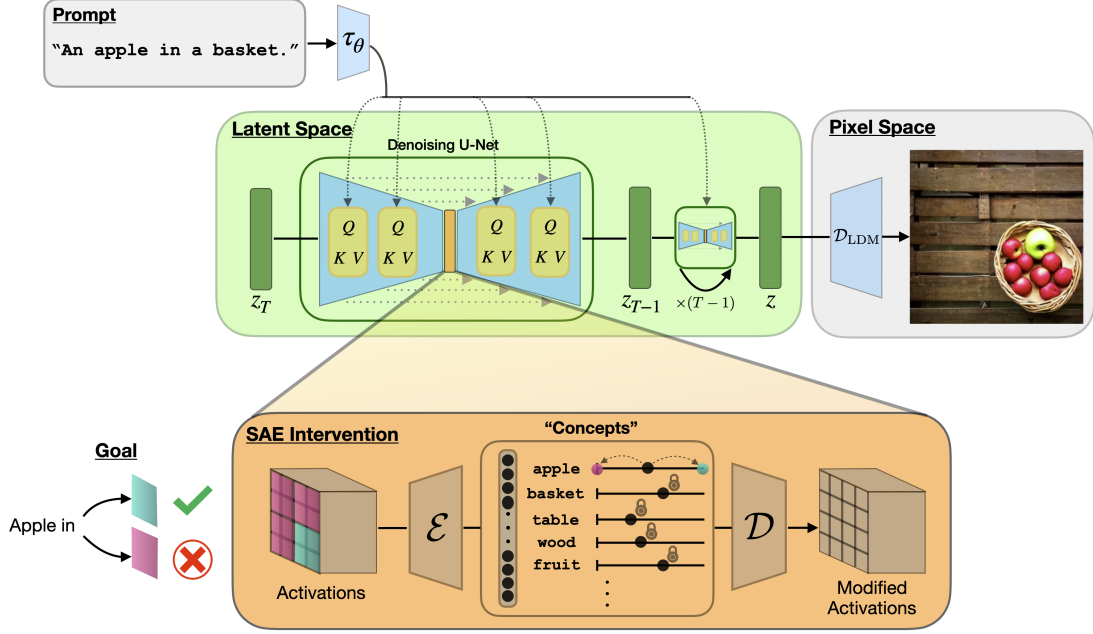 Prompt
“An apple in a basket.”
τθ
Latent Space
Denoising U-Net
Q
K V
Q
K V
Q
K V
Q
K V
zT
zT−1
×(T − 1)
z
Pixel Space
DLDM
SAE Intervention
“Concepts”
apple
basket
table
wood
fruit
Activations
ℰ
𝒟
Modified
Activations
Goal
Apple in